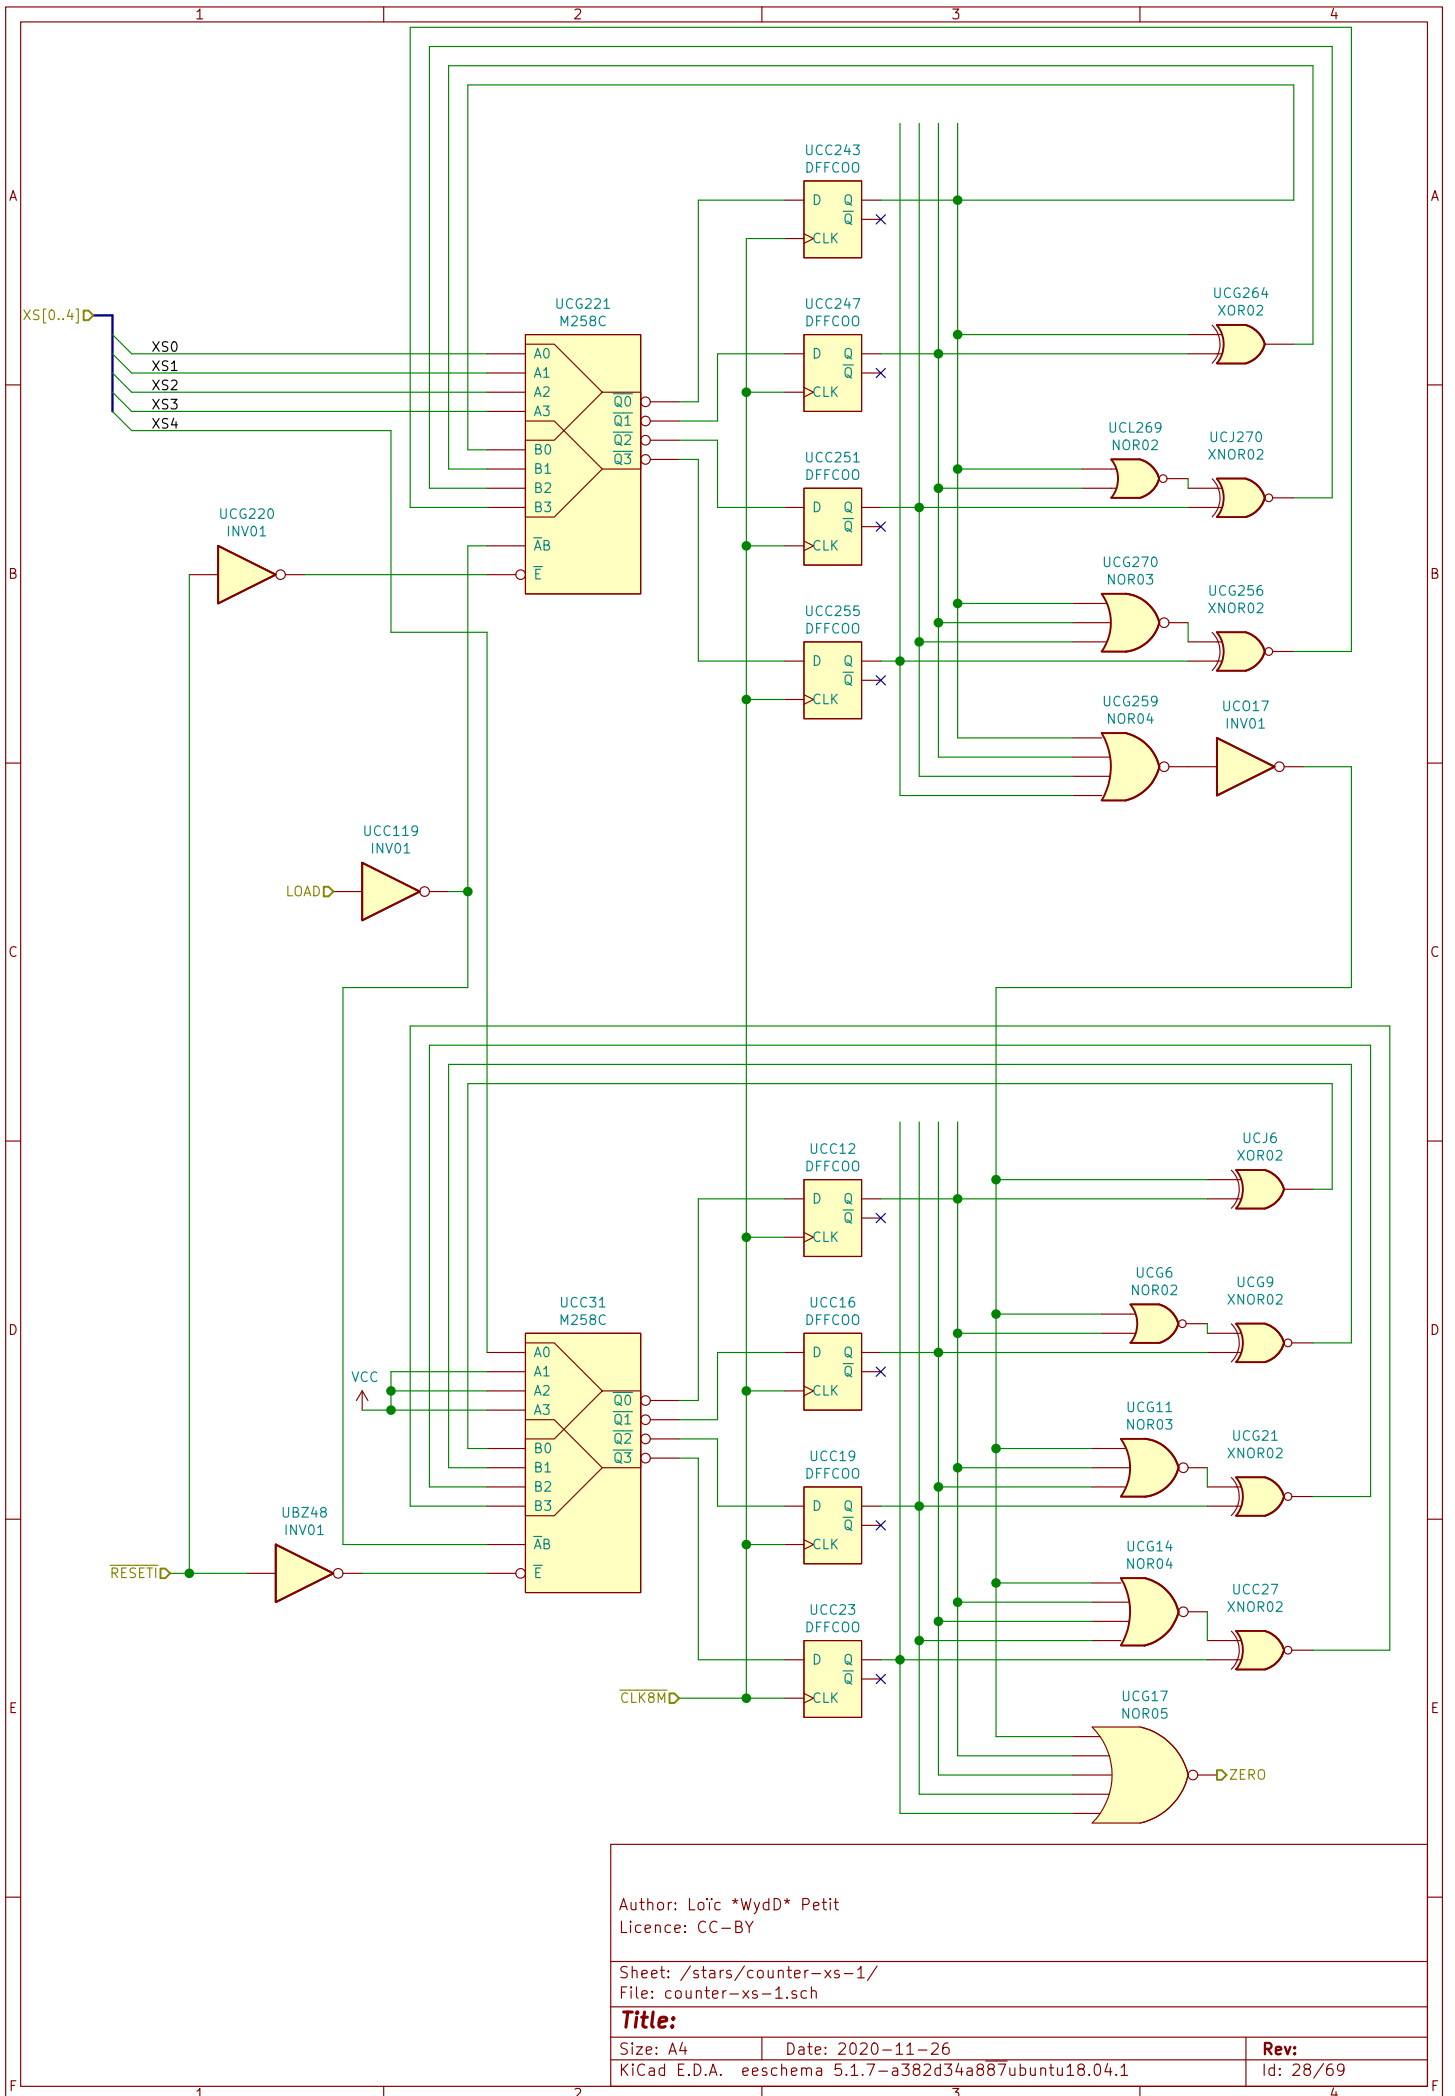 1 2 3 4
A A
B B
C C
D D
E E
F F
1 2 3 4
UCC243
DFFC00
D Q
Q
CLK
XS[0..4]
XS0
XS1
XS2
XS3
XS4
UCG221
M258C
A0
A1
A2
A3
B0
B1
B2
B3
AB
E
Q0
Q1
Q2
Q3
UCC247
DFFC00
D Q
Q
CLK
UCG264
XOR02
UCC251
DFFC00
D Q
Q
CLK
UCL269
NOR02
UCJ270
XNOR02
UCG220
INV01
UCG270
NOR03
UCG256
XNOR02
UCC255
DFFC00
D Q
Q
CLK
UCG259
NOR04
UCO17
INV01
UCC119
INV01
LOAD
UCC12
DFFC00
D Q
Q
CLK
UCJ6
XOR02
UCG6
NOR02
UCG9
XNOR02
UCC31
M258C
A0
A1
A2
A3
B0
B1
B2
B3
AB
E
Q0
Q1
Q2
Q3
UCC16
DFFC00
D Q
Q
CLK
VCC
UCG11
NOR03
UCG21
XNOR02
UCC19
DFFC00
D Q
Q
CLK
UBZ48
INV01
RESETI
UCG14
NOR04
UCC27
XNOR02
UCC23
DFFC00
D Q
Q
CLK
CLK8M
UCG17
NOR05
ZERO
Author: Loïc *WydD* Petit
Licence: CC-BY
Sheet: /stars/counter-xs-1/
File: counter-xs-1.sch
Title:
Size: A4 Date: 2020-11-26 Rev:
KiCad E.D.A. eeschema 5.1.7-a382d34a887ubuntu18.04.1 Id: 28/69